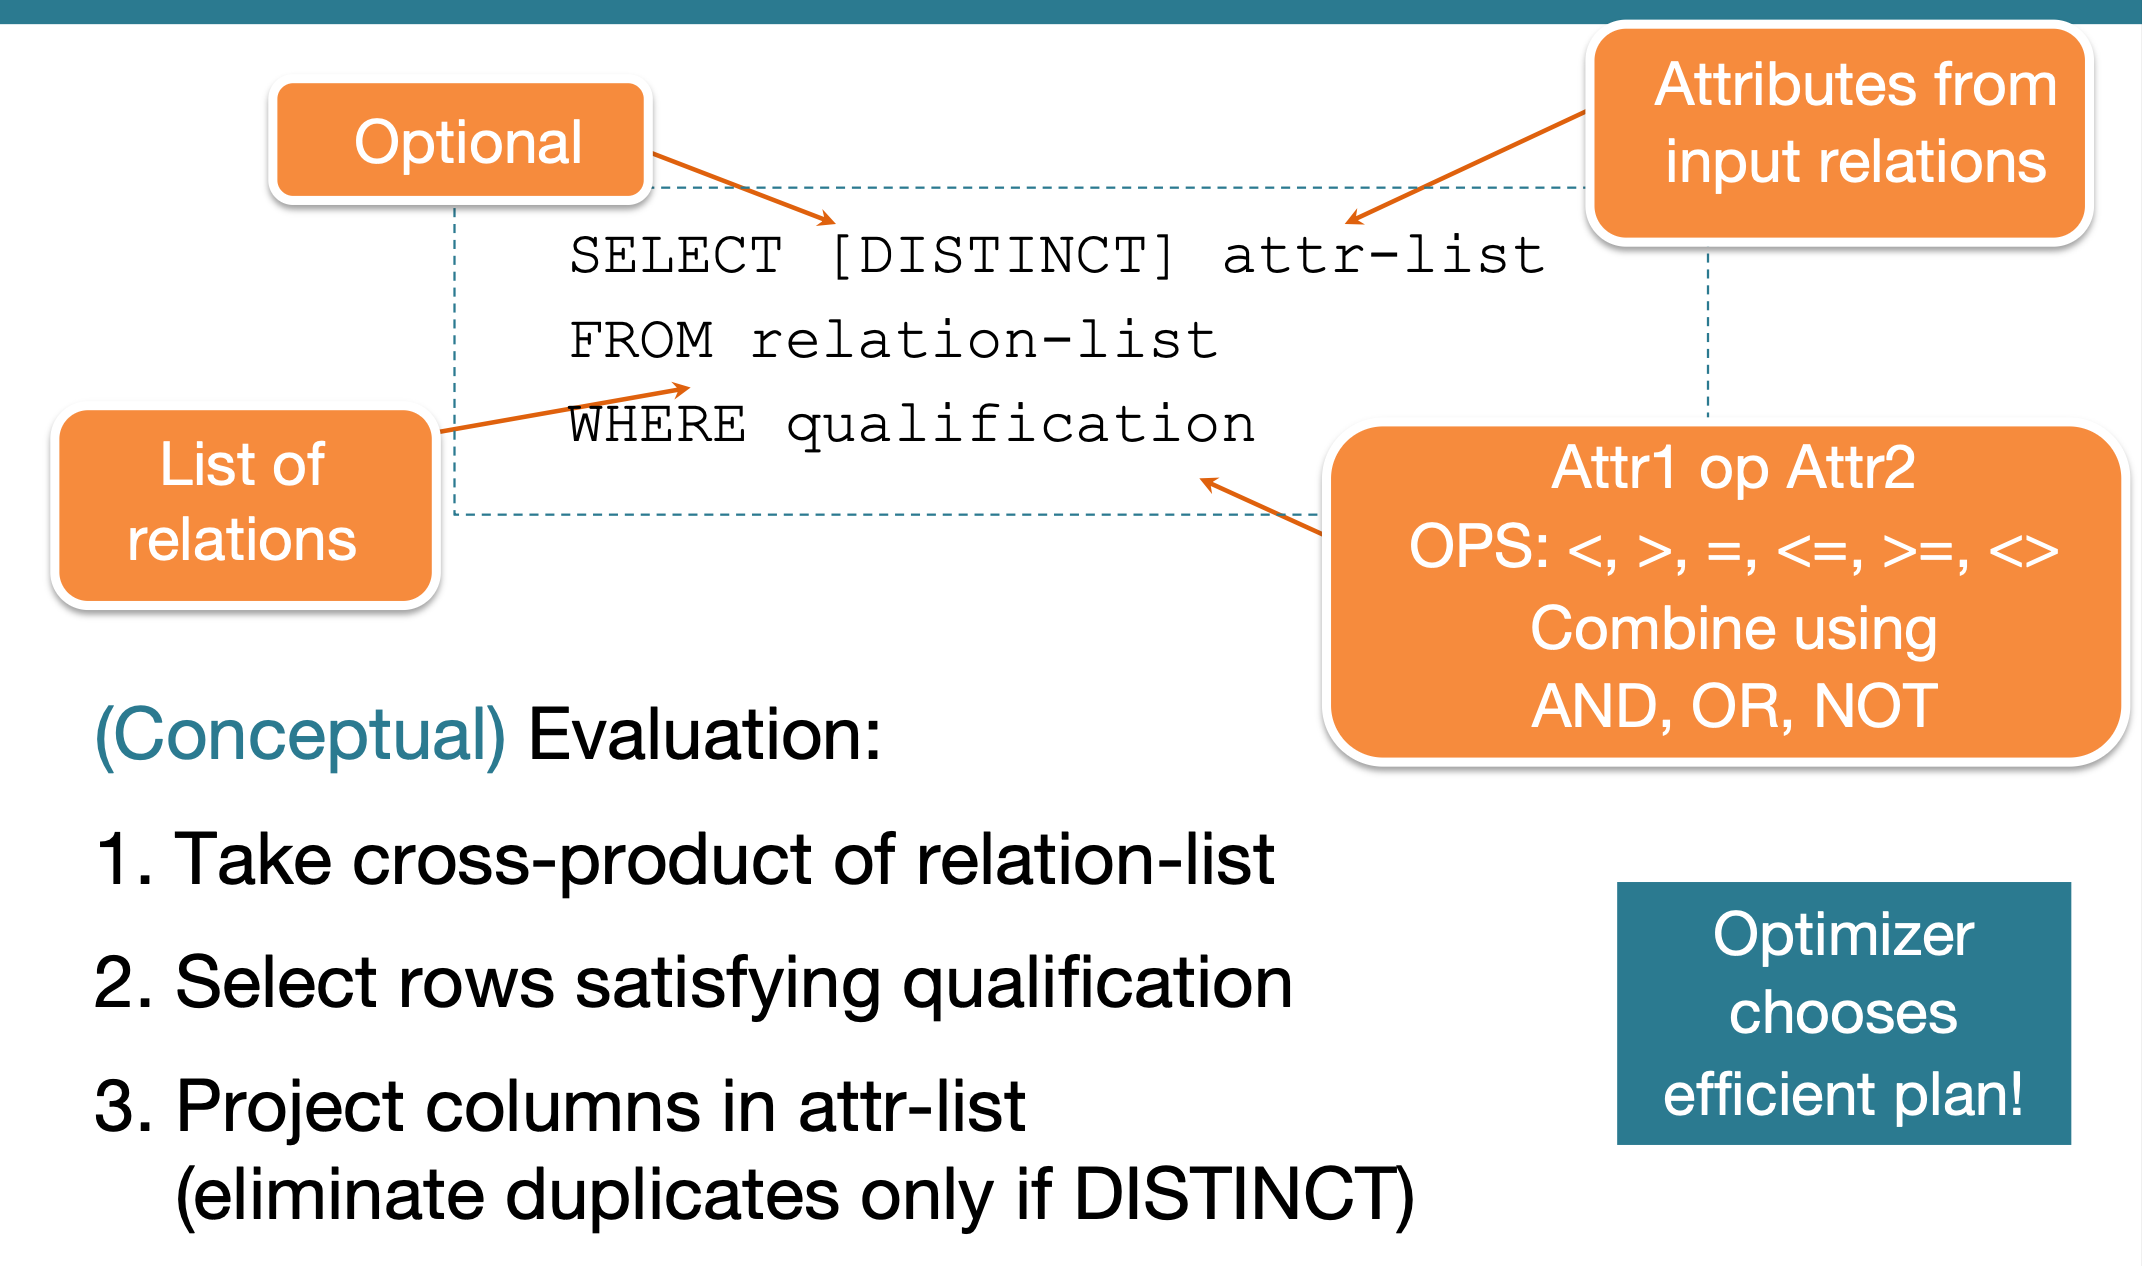 Optional
Attributes from
input relations
SELECT [DISTINCT] attr-list
FROM relation-list
WHERE qualification
List of
relations
Attr1 op Attr2
OPS: <, >, =, <=, >=, <>
Combine using
AND, OR, NOT
(Conceptual) Evaluation:
1. Take cross-product of relation-list
2. Select rows satisfying qualification
3. Project columns in attr-list
(eliminate duplicates only if DISTINCT)
Optimizer
chooses
efficient plan!